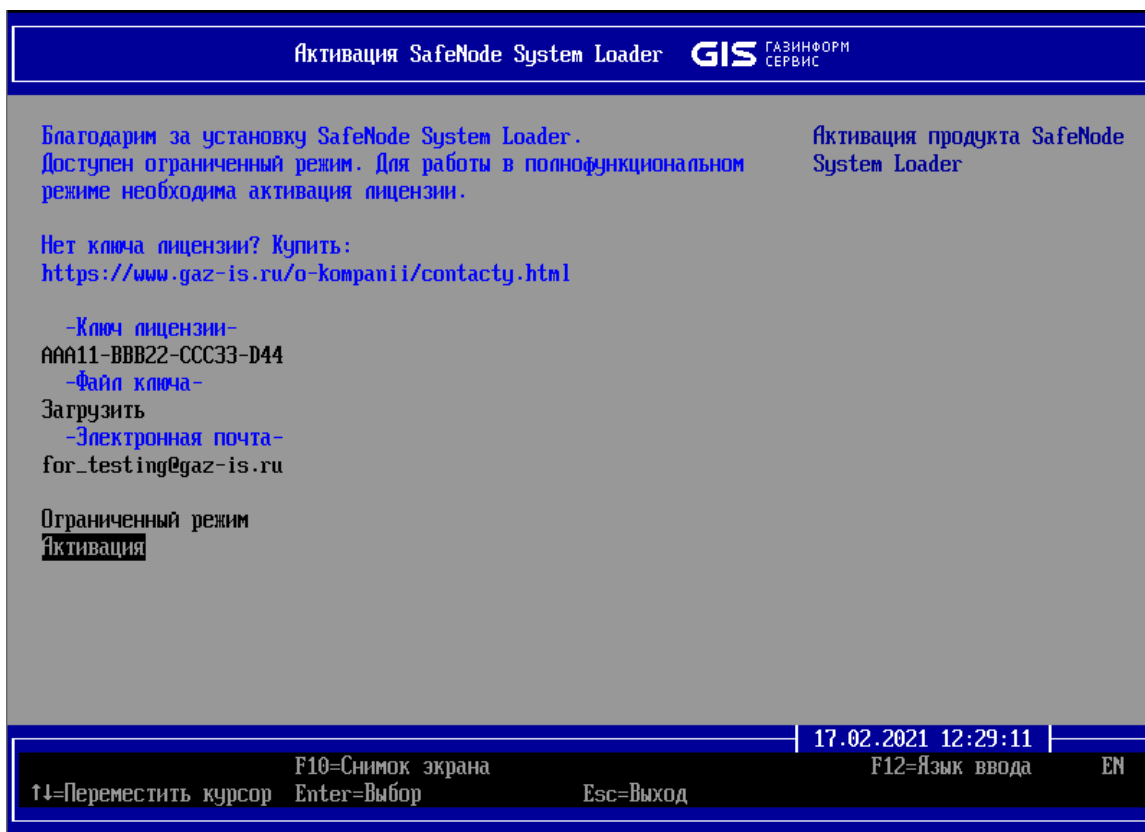 Активация SafeNode System Loader
GIS ГАЗИНФОРМ
СЕРВИС
Благодарим за установку SafeNode System Loader.
Доступен ограниченный режим. Для работы в полнофункциональном
режиме необходима активация лицензии.
Нет ключа лицензии? Купить:
https://www.gaz-is.ru/o-kompanii/contacty.html
-Ключ лицензии-
AAA11-BBB22-CCC33-D44
-Файл ключа-
Загрузить
-Электронная почта-
for_testing@gaz-is.ru
Ограниченный режим
Активация
Активация продукта SafeNode
System Loader
17.02.2021 12:29:11
F10=Снимок экрана F12=Язык ввода EN
↑↓=Переместить курсор Enter=Выбор Esc=Выход